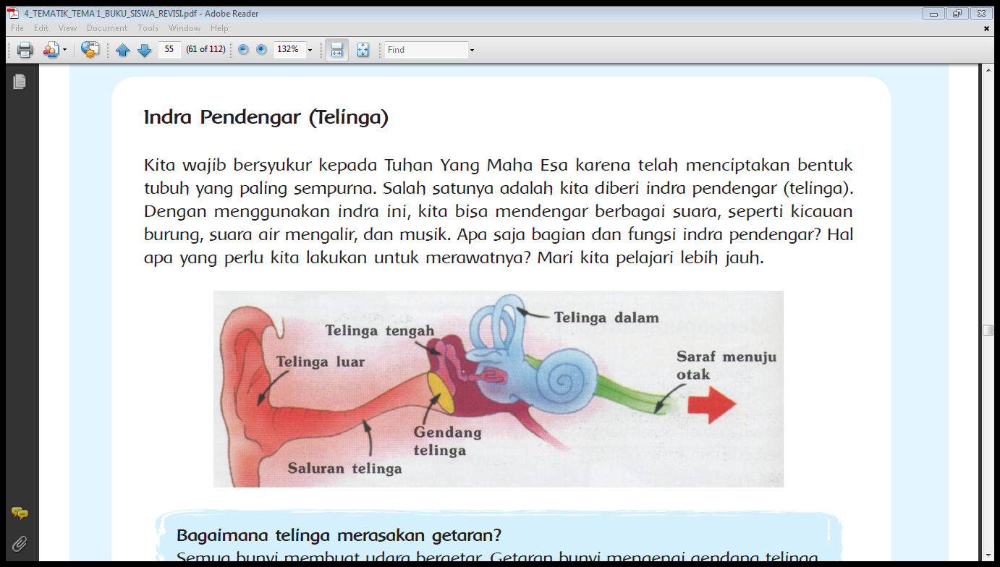 4_TEMATIK_TEMA 1_BUKU_SISWA_REVISI.pdf - Adobe Reader
File Edit View Document Tools Window Help
55 (61 of 112) 132% Find
Indra Pendengar (Telinga)
Kita wajib bersyukur kepada Tuhan Yang Maha Esa karena telah menciptakan bentuk
tubuh yang paling sempurna. Salah satunya adalah kita diberi indra pendengar (telinga).
Dengan menggunakan indra ini, kita bisa mendengar berbagai suara, seperti kicauan
burung, suara air mengalir, dan musik. Apa saja bagian dan fungsi indra pendengar? Hal
apa yang perlu kita lakukan untuk merawatnya? Mari kita pelajari lebih jauh.
Telinga dalam
Telinga tengah
Telinga luar
Saraf menuju
otak
Gendang
telinga
Saluran telinga
Bagaimana telinga merasakan getaran?
Semua bunyi membuat udara bergetar. Getaran bunyi mengenai gendang telinga